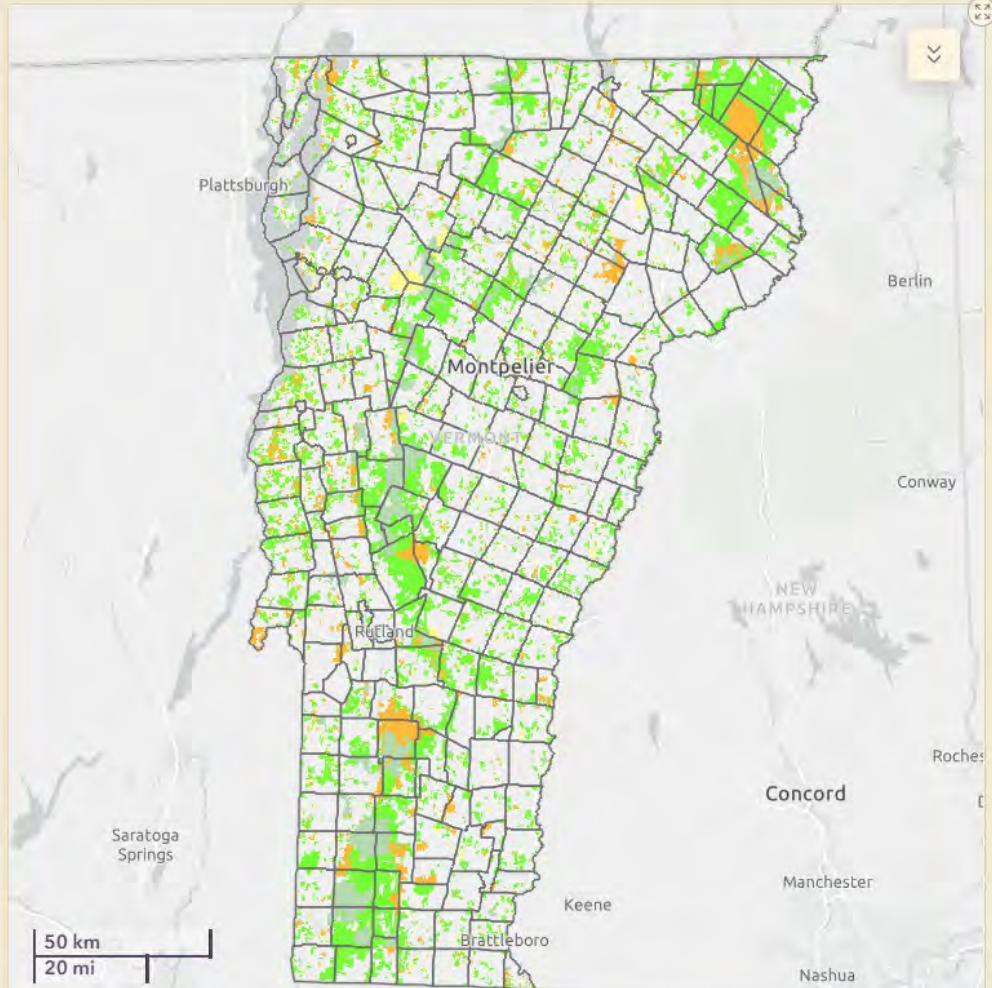 Plattsburgh
Berlin
Montpelier
VERMONT
Conway
NEW
HAMPSHIRE
Rutland
Roches
Concord
Saratoga
Springs
Manchester
Keene
50 km
20 mi
Brattleboro
Nashua